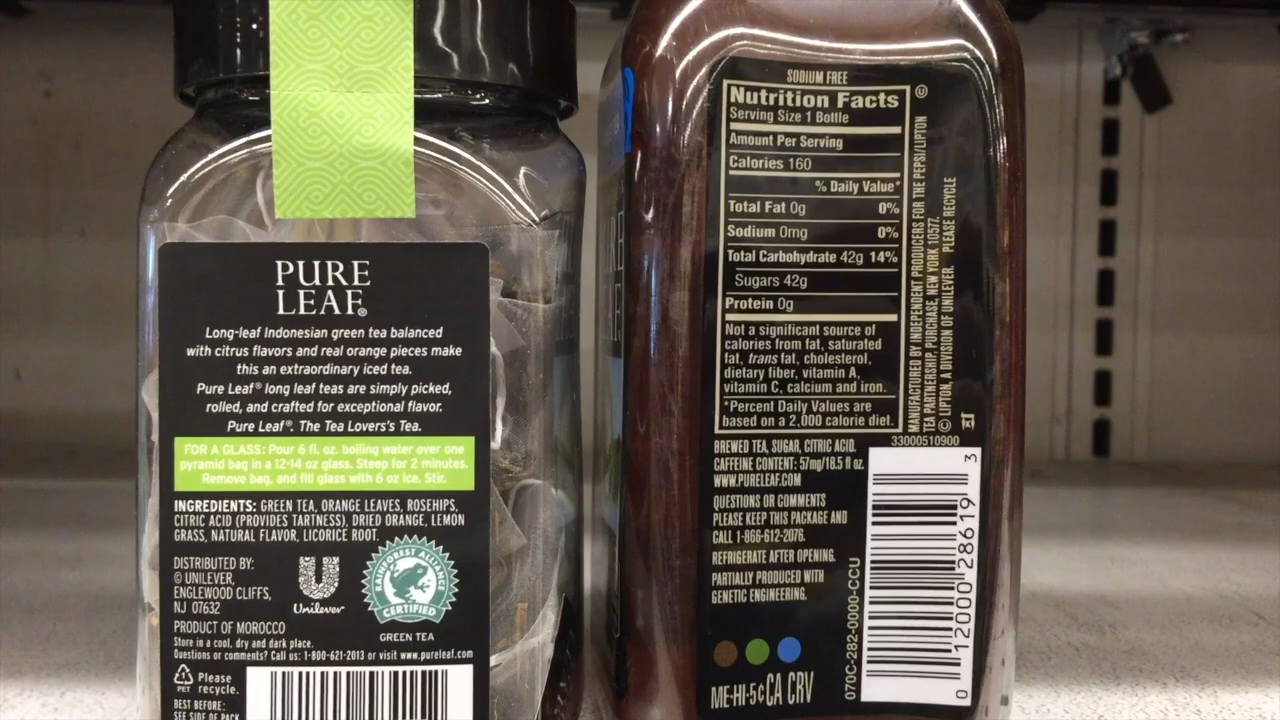 PURE
LEAF®
Long-leaf Indonesian green tea balanced
with citrus flavors and real orange pieces make
this an extraordinary iced tea.
Pure Leaf® long leaf teas are simply picked,
rolled, and crafted for exceptional flavor.
Pure Leaf®. The Tea Lovers's Tea.
FOR A GLASS: Pour 6 fl. oz. boiling water over one
pyramid bag in a 12-14 oz glass. Steep for 2 minutes.
Remove bag, and fill glass with 6 oz ice. Stir.
INGREDIENTS: GREEN TEA, ORANGE LEAVES, ROSEHIPS,
CITRIC ACID (PROVIDES TARTNESS), DRIED ORANGE, LEMON
GRASS, NATURAL FLAVOR, LICORICE ROOT.
DISTRIBUTED BY:
© UNILEVER,
ENGLEWOOD CLIFFS,
NJ 07632
Unilever
RAINFOREST ALLIANCE
CERTIFIED
GREEN TEA
PRODUCT OF MOROCCO
Store in a cool, dry and dark place.
Questions or comments? Call us: 1-800-621-2013 or visit www.pureleaf.com
PET
Please
recycle.
BEST BEFORE:
SEE SIDE OF PACK
SODIUM FREE
Nutrition Facts
Serving Size 1 Bottle
Amount Per Serving
Calories 160
% Daily Value*
Total Fat 0g 0%
Sodium 0mg 0%
Total Carbohydrate 42g 14%
Sugars 42g
Protein 0g
Not a significant source of
calories from fat, saturated
fat, trans fat, cholesterol,
dietary fiber, vitamin A,
vitamin C, calcium and iron.
*Percent Daily Values are
based on a 2,000 calorie diet.
U
MANUFACTURED BY INDEPENDENT PRODUCERS FOR THE PEPSI/LIPTON
TEA PARTNERSHIP, PURCHASE, NEW YORK 10577.
© LIPTON, A DIVISION OF UNILEVER. PLEASE RECYCLE
33000510900
BREWED TEA, SUGAR, CITRIC ACID.
CAFFEINE CONTENT: 57mg/18.5 fl oz.
WWW.PURELEAF.COM
QUESTIONS OR COMMENTS
PLEASE KEEP THIS PACKAGE AND
CALL 1-866-612-2076.
REFRIGERATE AFTER OPENING.
PARTIALLY PRODUCED WITH
GENETIC ENGINEERING.
ME-HI-5¢ CA CRV
070C-282-0000-CCU
0 12000 28619 3